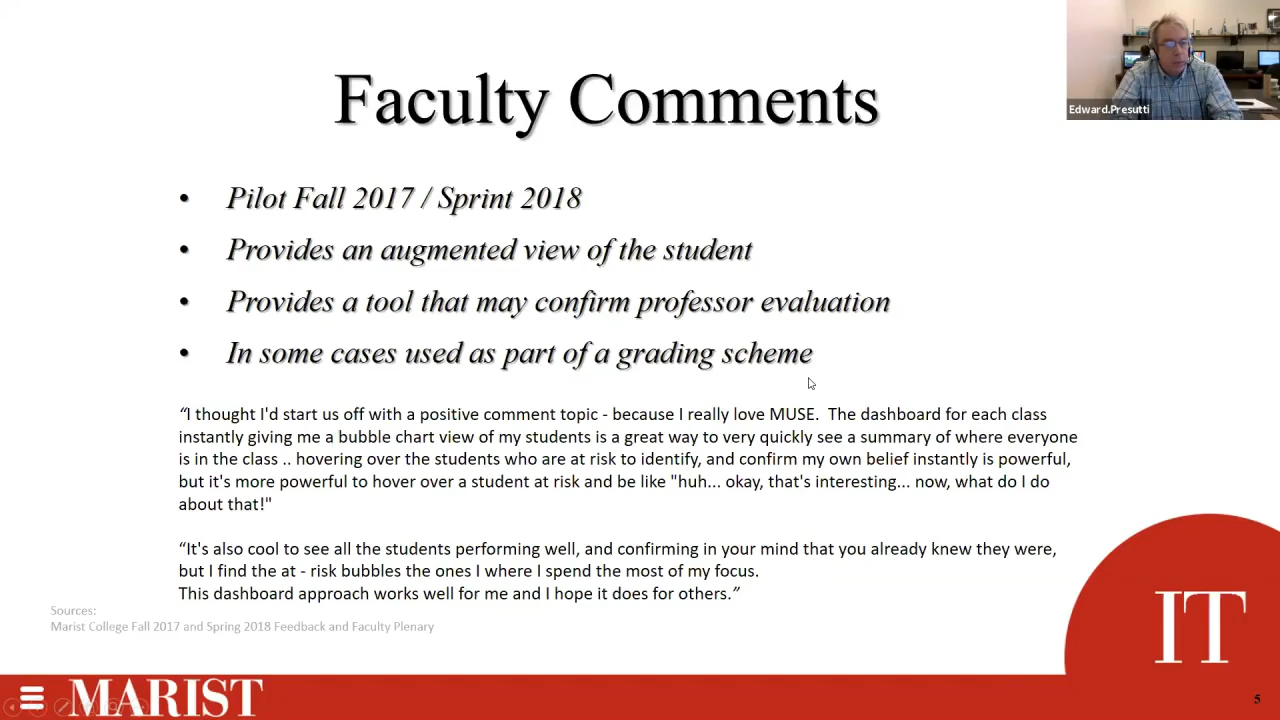 Faculty Comments
Edward.Presutti
• Pilot Fall 2017 / Sprint 2018
• Provides an augmented view of the student
• Provides a tool that may confirm professor evaluation
• In some cases used as part of a grading scheme
“I thought I'd start us off with a positive comment topic - because I really love MUSE.  The dashboard for each class
instantly giving me a bubble chart view of my students is a great way to very quickly see a summary of where everyone
is in the class .. hovering over the students who are at risk to identify, and confirm my own belief instantly is powerful,
but it's more powerful to hover over a student at risk and be like "huh... okay, that's interesting... now, what do I do
about that!"
“It's also cool to see all the students performing well, and confirming in your mind that you already knew they were,
but I find the at - risk bubbles the ones I where I spend the most of my focus.
This dashboard approach works well for me and I hope it does for others.”
Sources:
Marist College Fall 2017 and Spring 2018 Feedback and Faculty Plenary
IT
MARIST
5